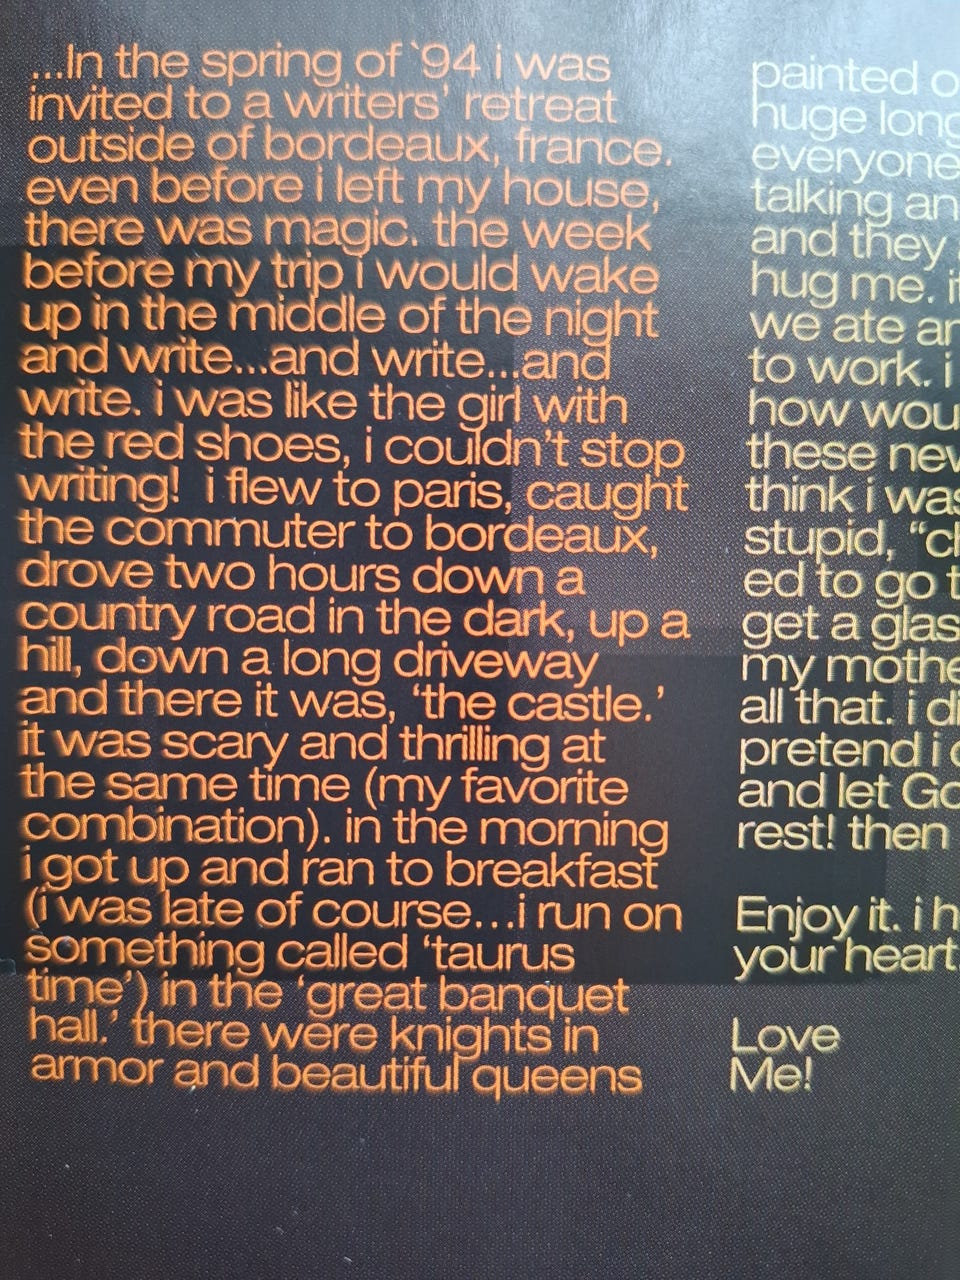 ...In the spring of `94 i was
invited to a writers' retreat
outside of bordeaux, france.
even before i left my house,
there was magic. the week
before my trip i would wake
up in the middle of the night
and write...and write...and
write. i was like the girl with
the red shoes, i couldn't stop
writing! i flew to paris, caught
the commuter to bordeaux,
drove two hours down a
country road in the dark, up a
hill, down a long driveway
and there it was, 'the castle.'
it was scary and thrilling at
the same time (my favorite
combination). in the morning
i got up and ran to breakfast
(i was late of course...i run on
something called 'taurus
time') in the 'great banquet
hall.' there were knights in
armor and beautiful queens
painted
huge long
everyone
talking
and they
hug me.
we ate
to work. i
how
these
think i
stupid,
ed to go
get a
my
all that. i
pretend i
and let
rest! then
Enjoy it. i
your heart
Love
Me!